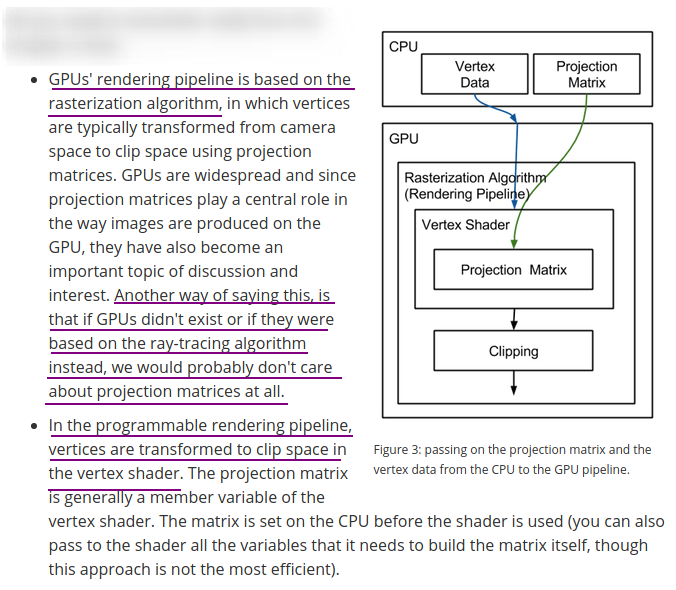 • GPUs' rendering pipeline is based on the
rasterization algorithm, in which vertices
are typically transformed from camera
space to clip space using projection
matrices. GPUs are widespread and since
projection matrices play a central role in
the way images are produced on the
GPU, they have also become an
important topic of discussion and
interest. Another way of saying this, is
that if GPUs didn't exist or if they were
based on the ray-tracing algorithm
instead, we would probably don't care
about projection matrices at all.
• In the programmable rendering pipeline,
vertices are transformed to clip space in
the vertex shader. The projection matrix
is generally a member variable of the
vertex shader. The matrix is set on the CPU before the shader is used (you can also
pass to the shader all the variables that it needs to build the matrix itself, though
this approach is not the most efficient).
CPU
Vertex
Data
Projection
Matrix
GPU
Rasterization Algorithm
(Rendering Pipeline)
Vertex Shader
Projection Matrix
Clipping
Figure 3: passing on the projection matrix and the
vertex data from the CPU to the GPU pipeline.